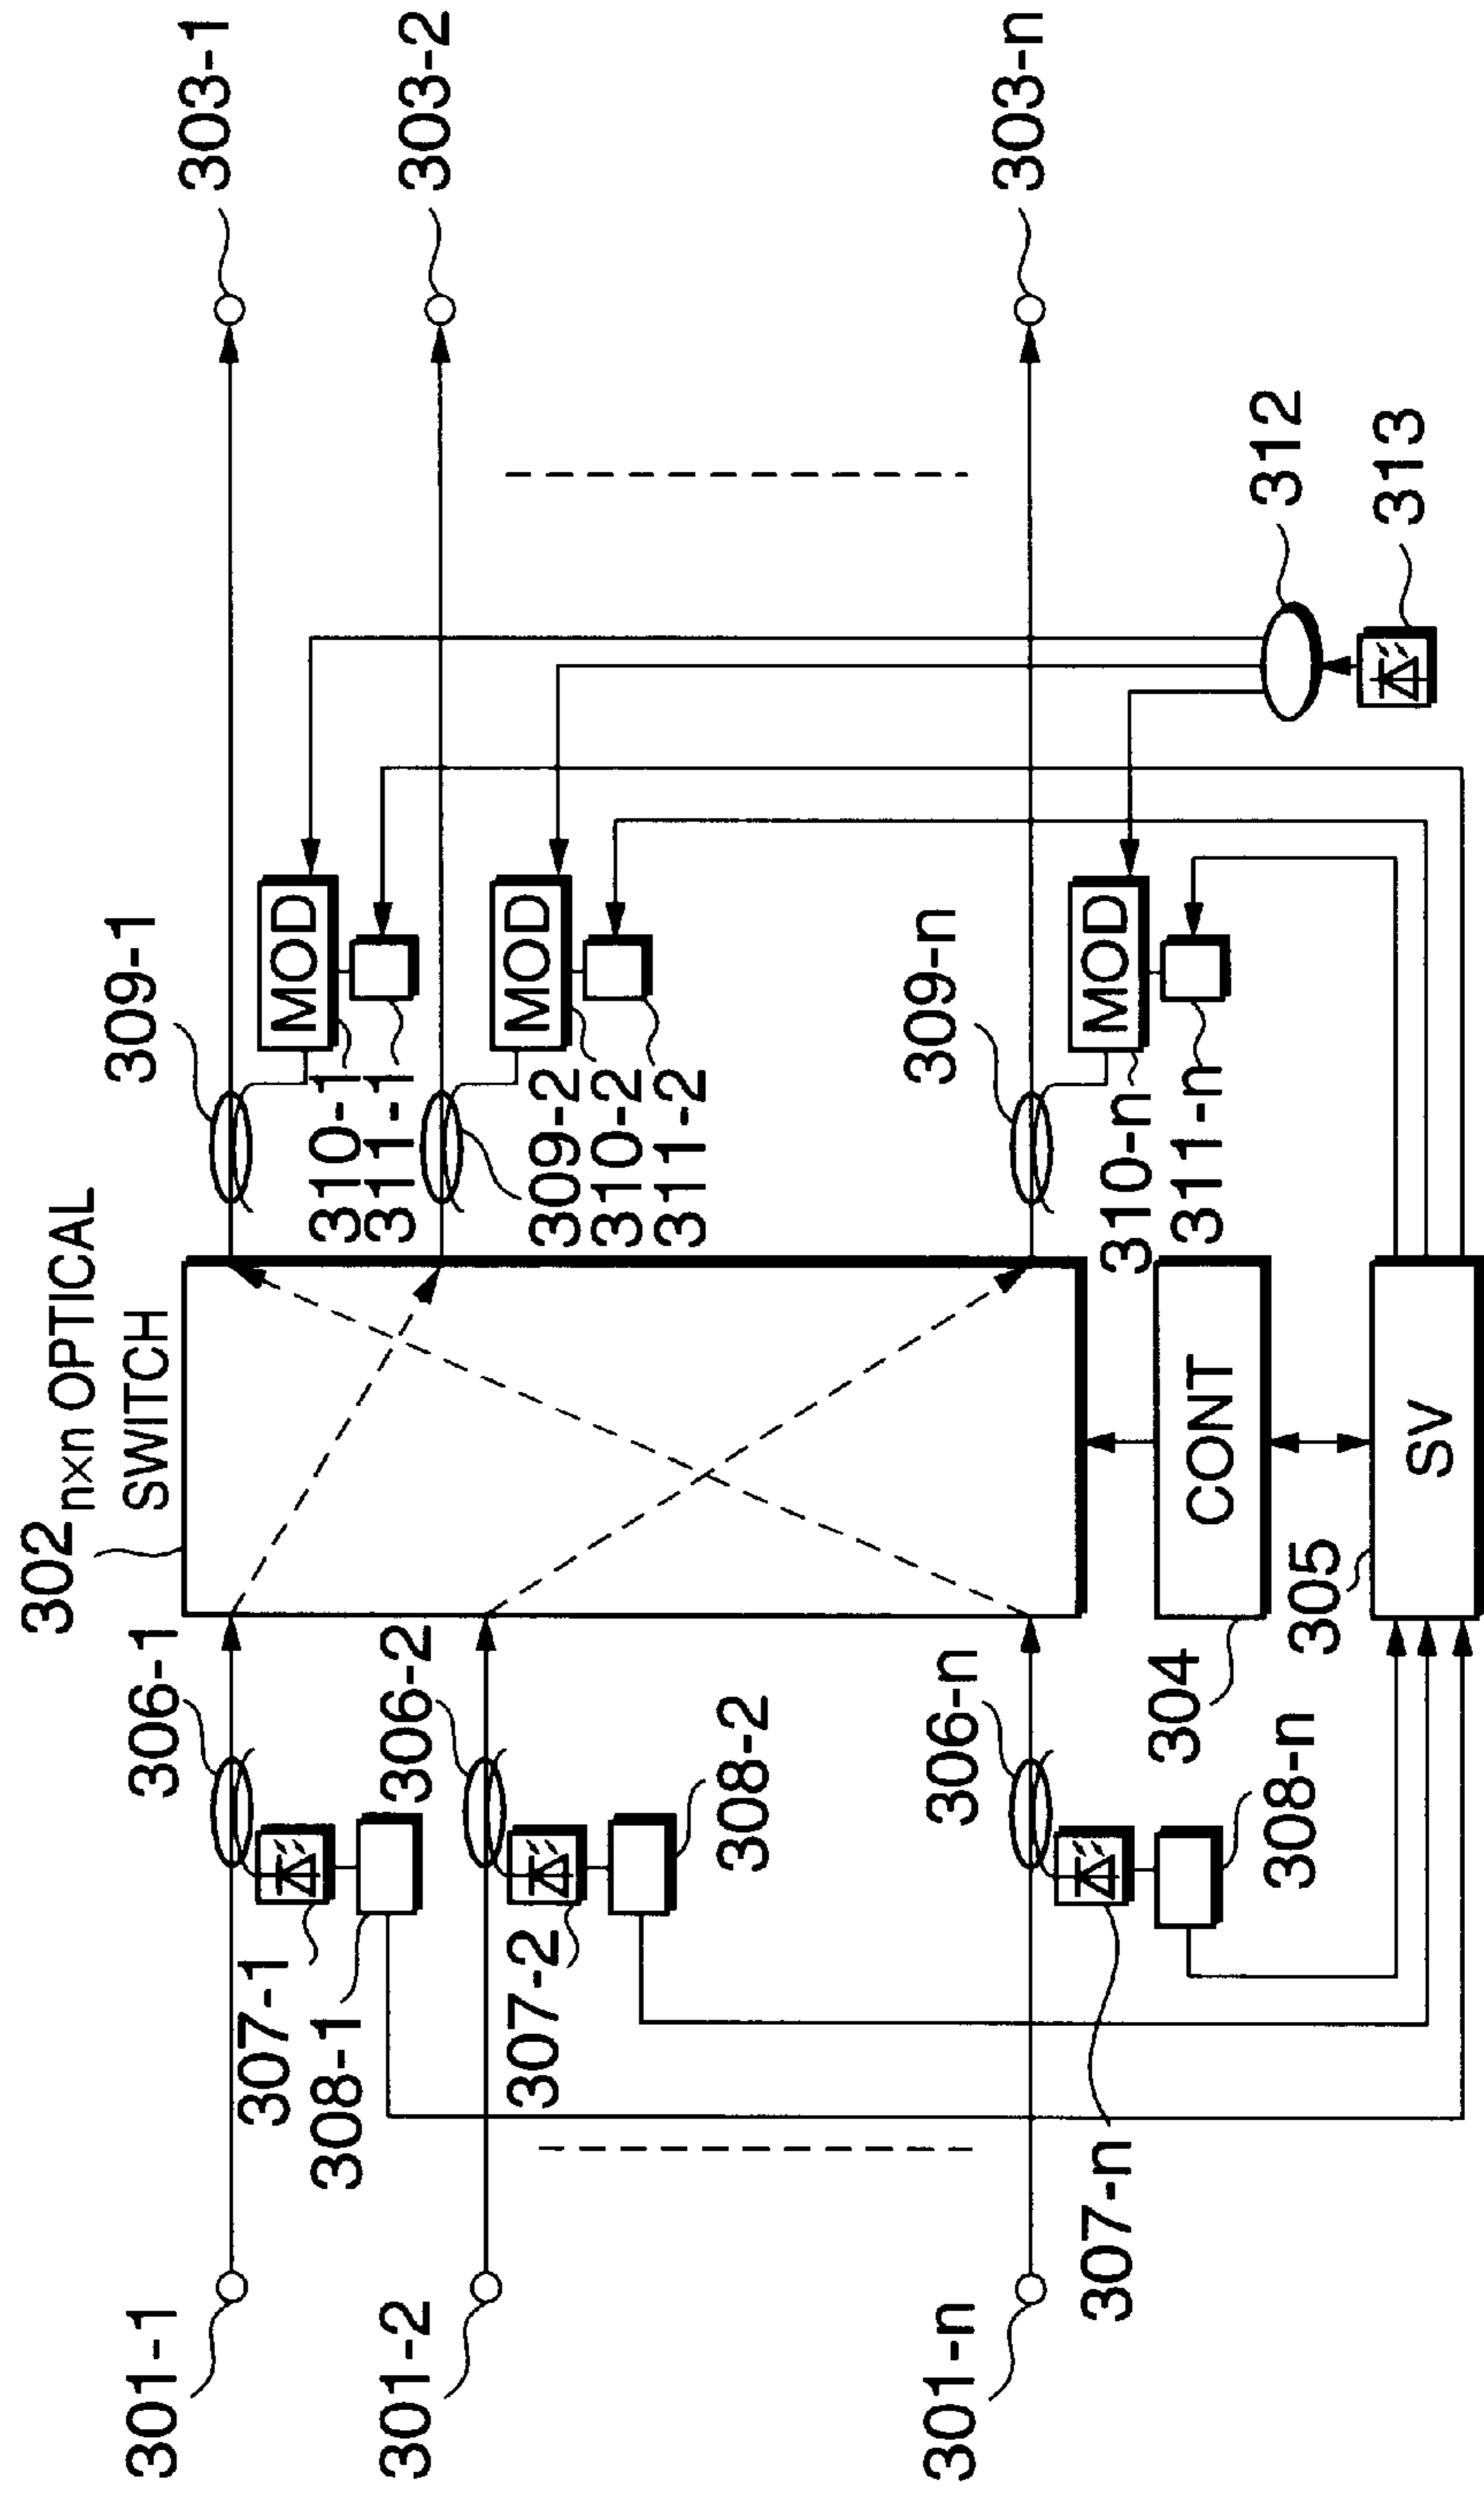 302
n×n OPTICAL
SWITCH
301-1
306-1
309-1
303-1
307-1
308-1
MOD
310-1
311-1
301-2
306-2
303-2
307-2
308-2
MOD
309-2
310-2
311-2
301-n
306-n
309-n
303-n
307-n
308-n
MOD
310-n
311-n
304
CONT
312
305
SV
313